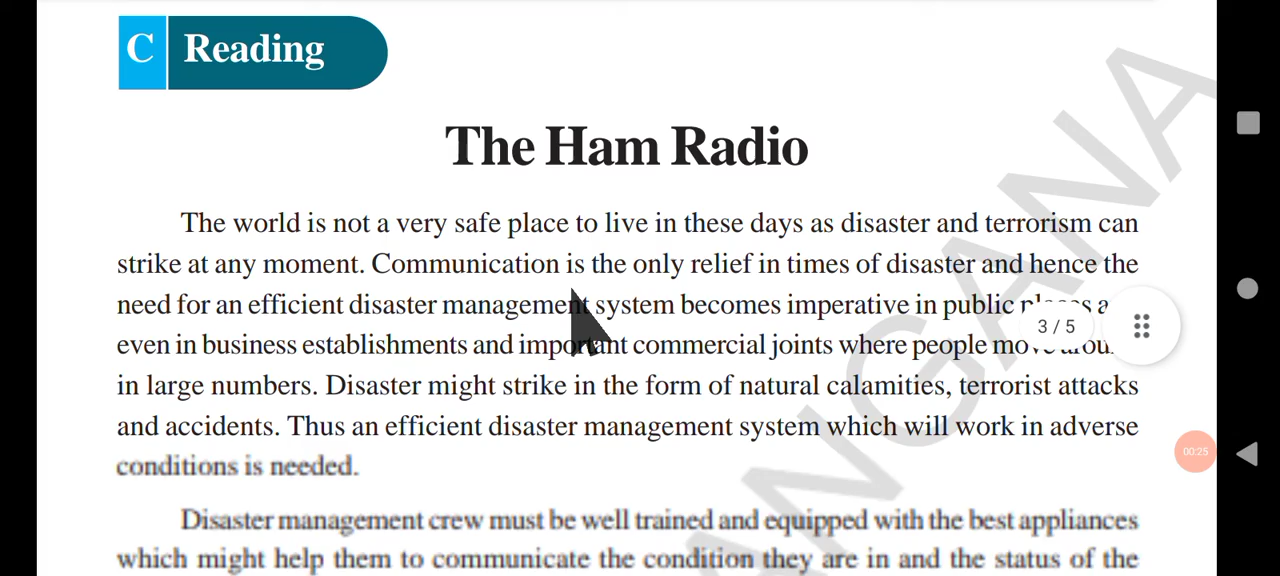 C Reading
The Ham Radio
The world is not a very safe place to live in these days as disaster and terrorism can
strike at any moment. Communication is the only relief in times of disaster and hence the
need for an efficient disaster management system becomes imperative in public
even in business establishments and important commercial joints where people
3 / 5
in large numbers. Disaster might strike in the form of natural calamities, terrorist attacks
and accidents. Thus an efficient disaster management system which will work in adverse
conditions is needed.
00:25
Disaster management crew must be well trained and equipped with the best appliances
which might help them to communicate the condition they are in and the status of the